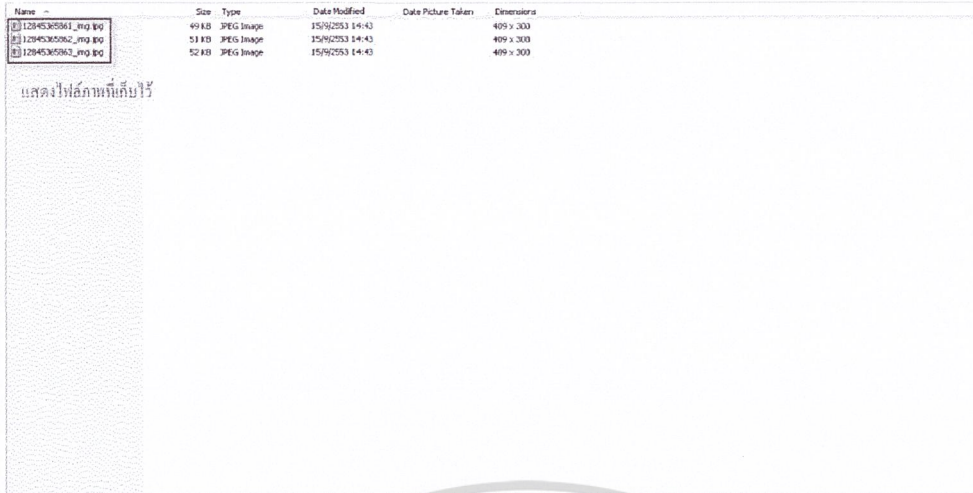 Name Size Type Date Modified Date Picture Taken Dimensions
12845365861_img.jpg 49 KB JPEG Image 15/9/2553 14:43 409 x 300
12845365862_img.jpg 51 KB JPEG Image 15/9/2553 14:43 409 x 300
12845365863_img.jpg 52 KB JPEG Image 15/9/2553 14:43 409 x 300
แสดงไฟล์ภาพที่เก็บไว้